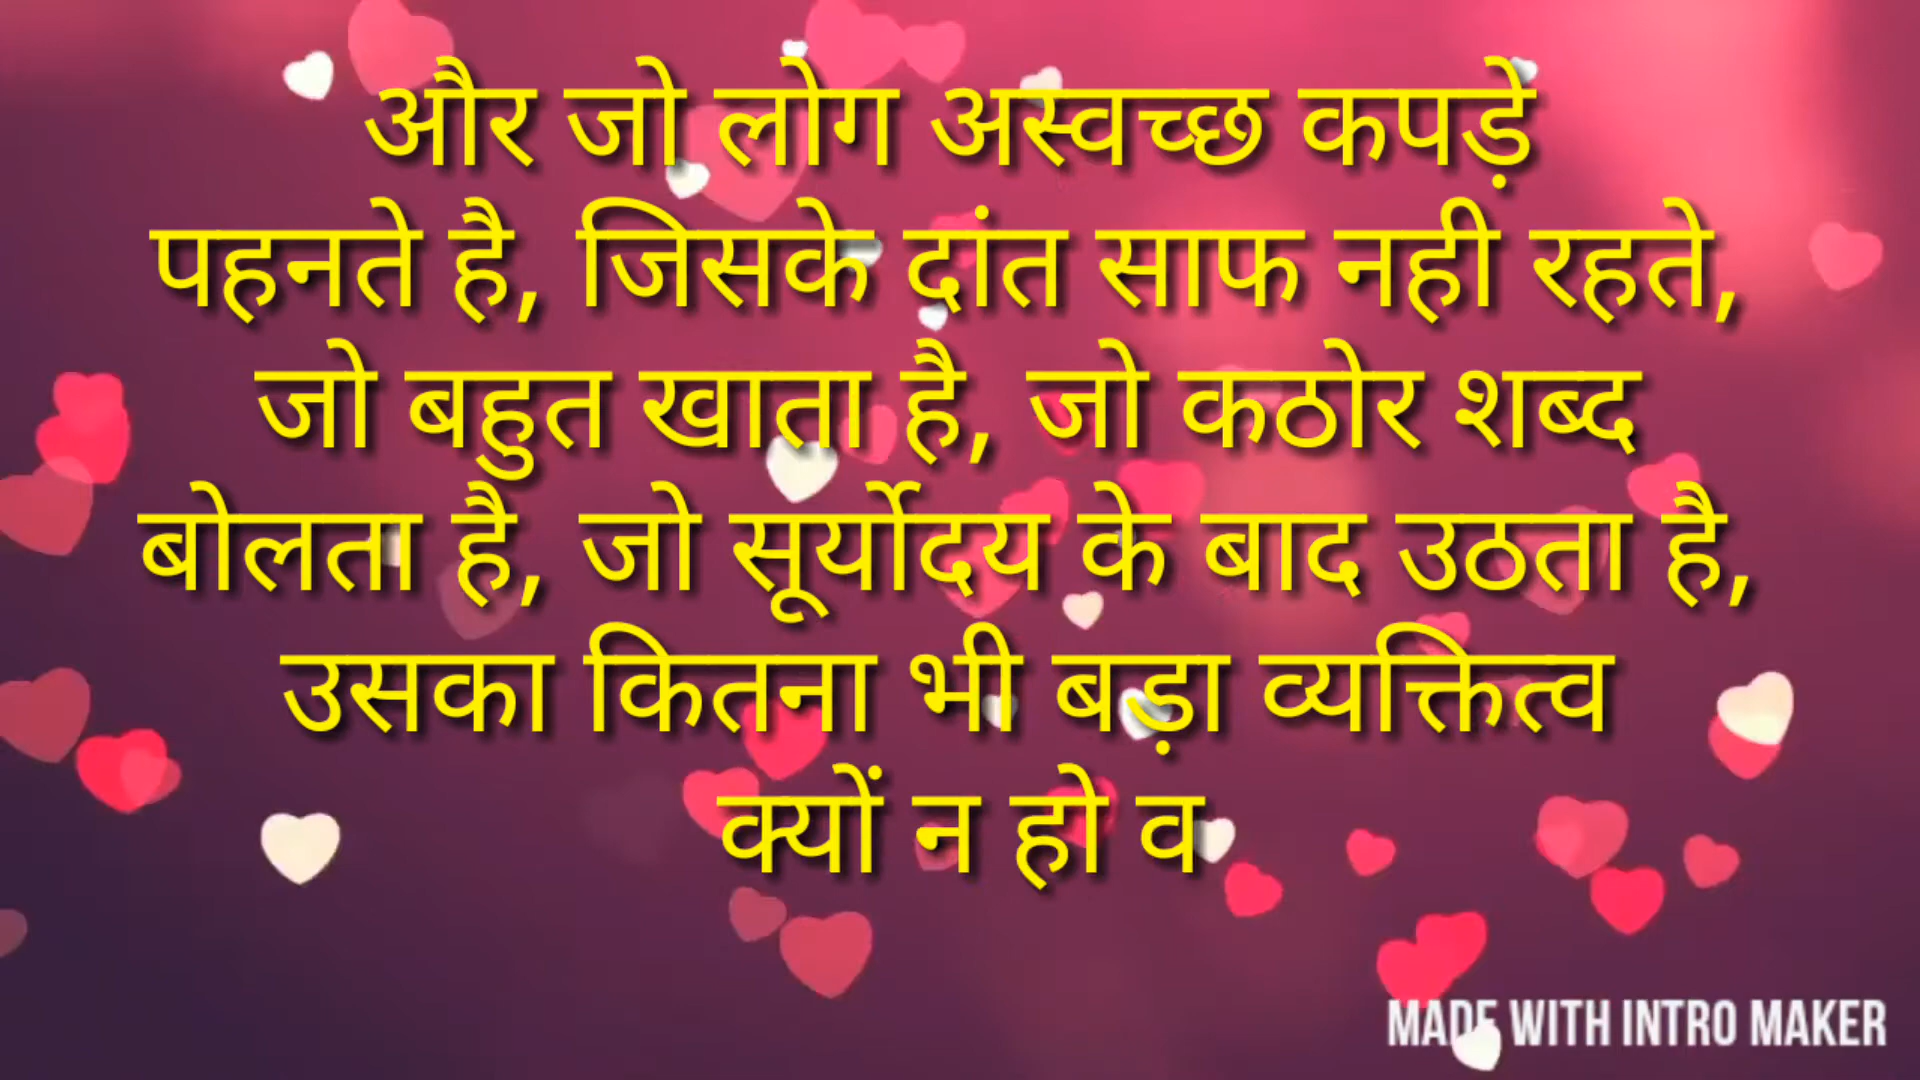 और जो लोग अस्वच्छ कपड़े
पहनते है, जिसके दांत साफ नही रहते,
जो बहुत खाता है, जो कठोर शब्द
बोलता है, जो सूर्योदय के बाद उठता है,
उसका कितना भी बड़ा व्यक्तित्व
क्यों न हो व
MADE WITH INTRO MAKER